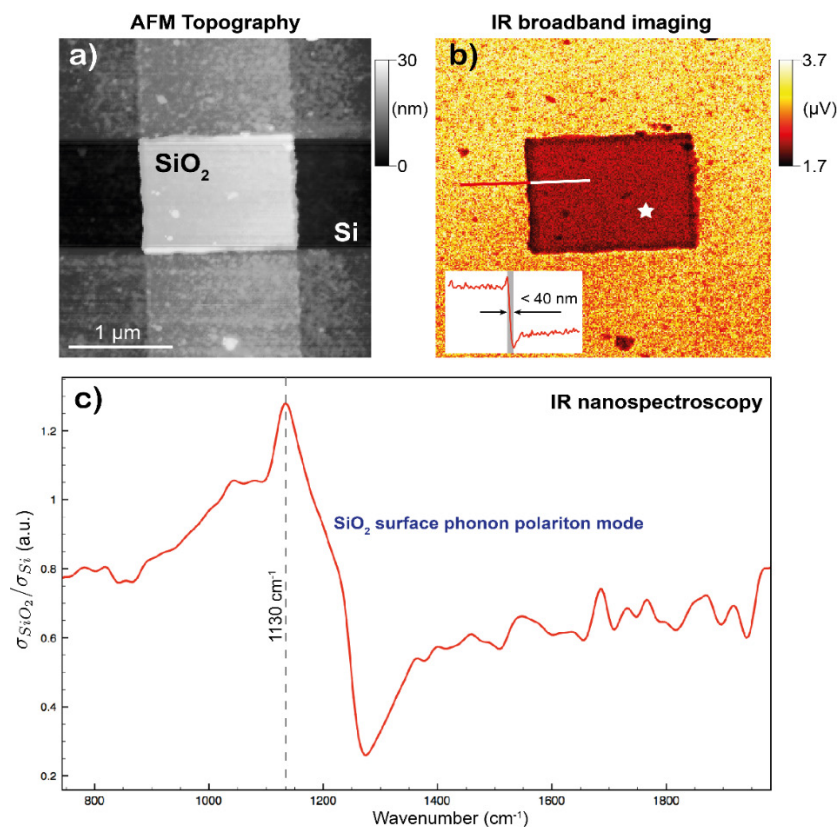 AFM Topography
IR broadband imaging
a)
30
(nm)
0
SiO₂
Si
1 μm
b)
3.7
(μV)
1.7
< 40 nm
c)
IR nanospectroscopy
SiO₂ surface phonon polariton mode
1130 cm⁻¹
σ_SiO₂/σ_Si (a.u.)
1.2
1
0.8
0.6
0.4
0.2
800 1000 1200 1400 1600 1800
Wavenumber (cm⁻¹)